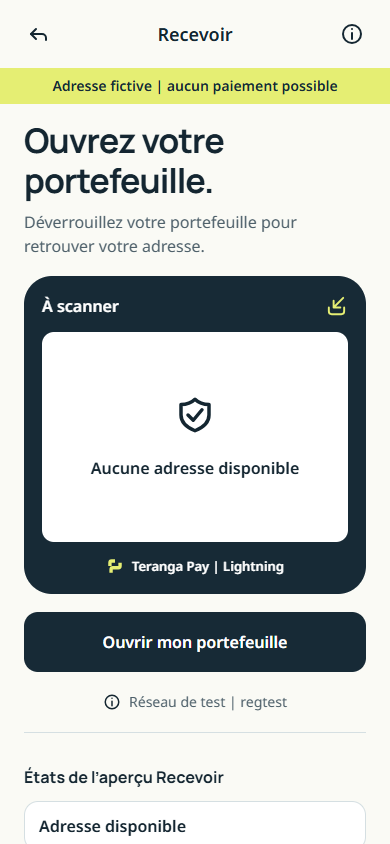 Recevoir
Adresse fictive | aucun paiement possible
Ouvrez votre
portefeuille.
Déverrouillez votre portefeuille pour
retrouver votre adresse.
À scanner
Aucune adresse disponible
Teranga Pay | Lightning
Ouvrir mon portefeuille
Réseau de test | regtest
États de l’aperçu Recevoir
Adresse disponible